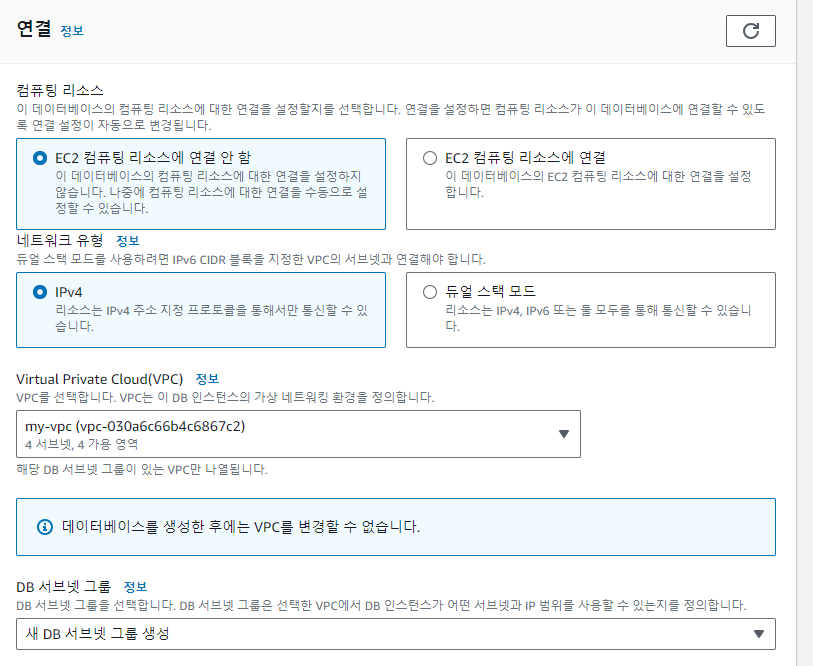 연결 정보
컴퓨팅 리소스
이 데이터베이스의 컴퓨팅 리소스에 대한 연결을 설정할지를 선택합니다. 연결을 설정하면 컴퓨팅 리소스가 이 데이터베이스에 연결할 수 있도
록 연결 설정이 자동으로 변경됩니다.
EC2 컴퓨팅 리소스에 연결 안 함
이 데이터베이스의 컴퓨팅 리소스에 대한 연결을 설정하지
않습니다. 나중에 컴퓨팅 리소스에 대한 연결을 수동으로 설
정할 수 있습니다.
EC2 컴퓨팅 리소스에 연결
이 데이터베이스의 EC2 컴퓨팅 리소스에 대한 연결을 설정
합니다.
네트워크 유형 정보
듀얼 스택 모드를 사용하려면 IPv6 CIDR 블록을 지정한 VPC의 서브넷과 연결해야 합니다.
IPv4
리소스는 IPv4 주소 지정 프로토콜을 통해서만 통신할 수 있
습니다.
듀얼 스택 모드
리소스는 IPv4, IPv6 또는 둘 모두를 통해 통신할 수 있습니
다.
Virtual Private Cloud(VPC) 정보
VPC를 선택합니다. VPC는 이 DB 인스턴스의 가상 네트워킹 환경을 정의합니다.
my-vpc (vpc-030a6c66b4c6867c2)
4 서브넷, 4 가용 영역
해당 DB 서브넷 그룹이 있는 VPC만 나열됩니다.
데이터베이스를 생성한 후에는 VPC를 변경할 수 없습니다.
DB 서브넷 그룹 정보
DB 서브넷 그룹을 선택합니다. DB 서브넷 그룹은 선택한 VPC에서 DB 인스턴스가 어떤 서브넷과 IP 범위를 사용할 수 있는지를 정의합니다.
새 DB 서브넷 그룹 생성